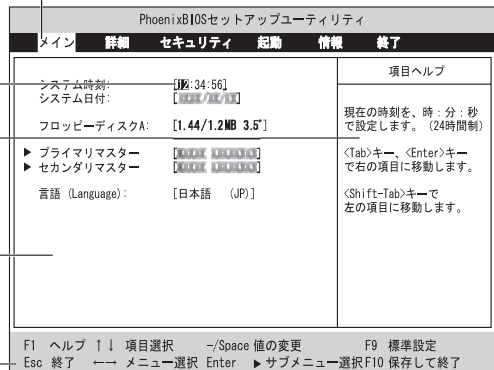 PhoenixBIOSセットアップユーティリティ
メイン 詳細 セキュリティ 起動 情報 終了
項目ヘルプ
システム時刻: [12:34:56]
システム日付:
フロッピーディスクA: [1.44/1.2MB 3.5"]
▶ プライマリマスター
▶ セカンダリマスター
言語 (Language): [日本語 (JP)]
現在の時刻を、時:分:秒
で設定します。(24時間制)
<Tab>キー、<Enter>キー
で右の項目に移動します。
<Shift-Tab>キーで
左の項目に移動します。
F1 ヘルプ ↑↓ 項目選択 -/Space 値の変更 F9 標準設定
Esc 終了 ←→ メニュー選択 Enter ▶サブメニュー選択 F10 保存して終了